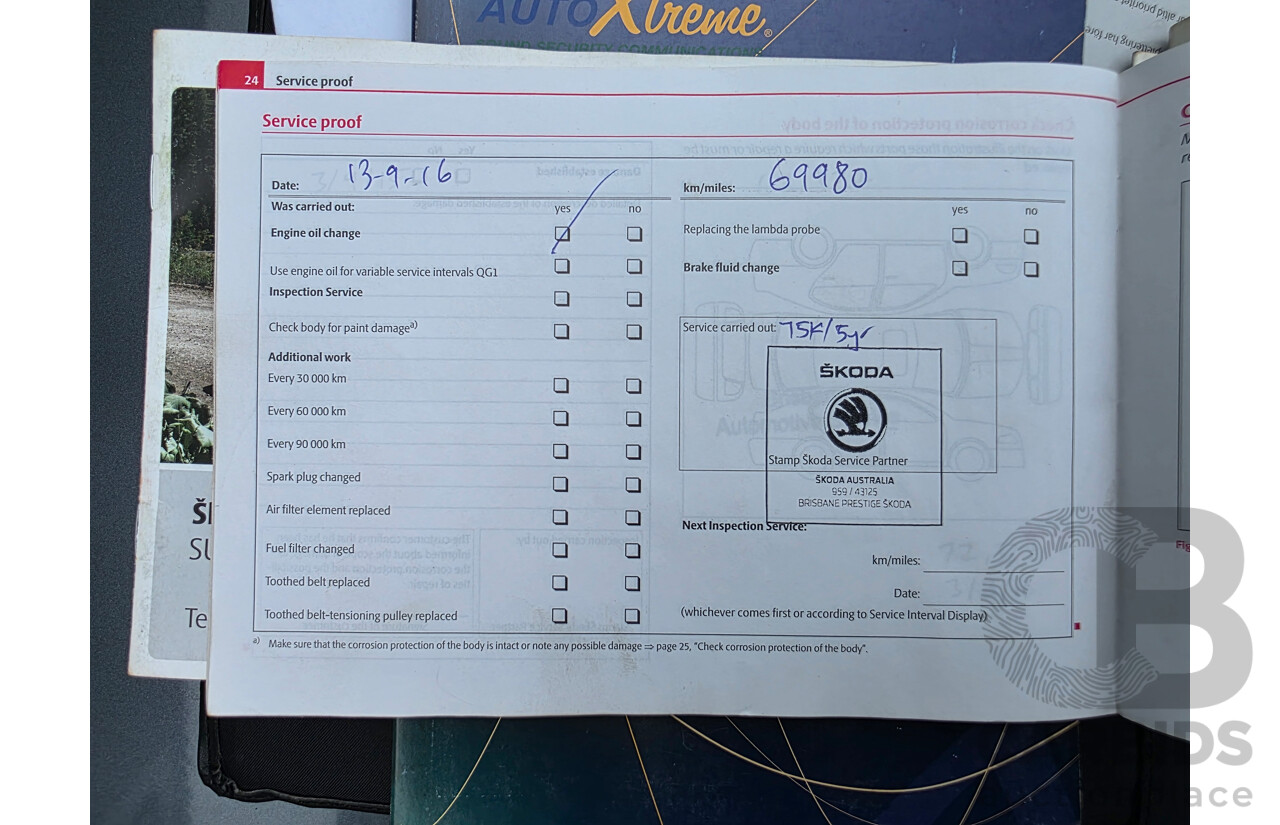 AUTOXtreme®
SOUND SECURITY COMMUNICATIONS
24 Service proof
Service proof
Date: 13-9-16
km/miles: 69980
Was carried out: yes no
yes no
Engine oil change
Replacing the lambda probe
Use engine oil for variable service intervals QG1
Brake fluid change
Inspection Service
Check body for paint damage a)
Service carried out: 75K/5yr
Additional work
Every 30 000 km
Every 60 000 km
Every 90 000 km
Spark plug changed
Air filter element replaced
Fuel filter changed
Toothed belt replaced
Toothed belt-tensioning pulley replaced
ŠKODA
Stamp Škoda Service Partner
ŠKODA AUSTRALIA
959 / 43125
BRISBANE PRESTIGE ŠKODA
Next Inspection Service:
km/miles:
Date:
(whichever comes first or according to Service Interval Display)
a) Make sure that the corrosion protection of the body is intact or note any possible damage ⇒ page 25, "Check corrosion protection of the body".